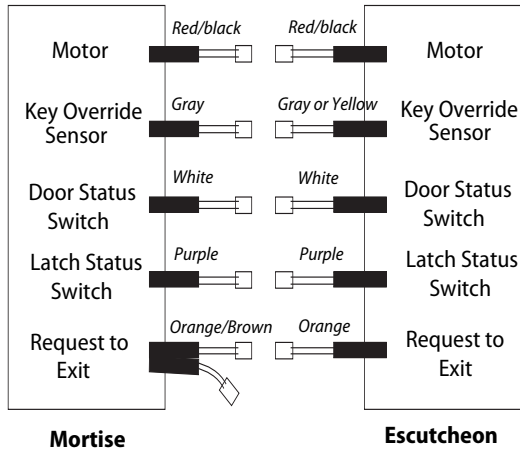 Red/black
Red/black
Motor
Motor
Key Override
Sensor
Gray
Gray or Yellow
Key Override
Sensor
Door Status
Switch
White
White
Door Status
Switch
Latch Status
Switch
Purple
Purple
Latch Status
Switch
Request to
Exit
Orange/Brown
Orange
Request to
Exit
Mortise
Escutcheon